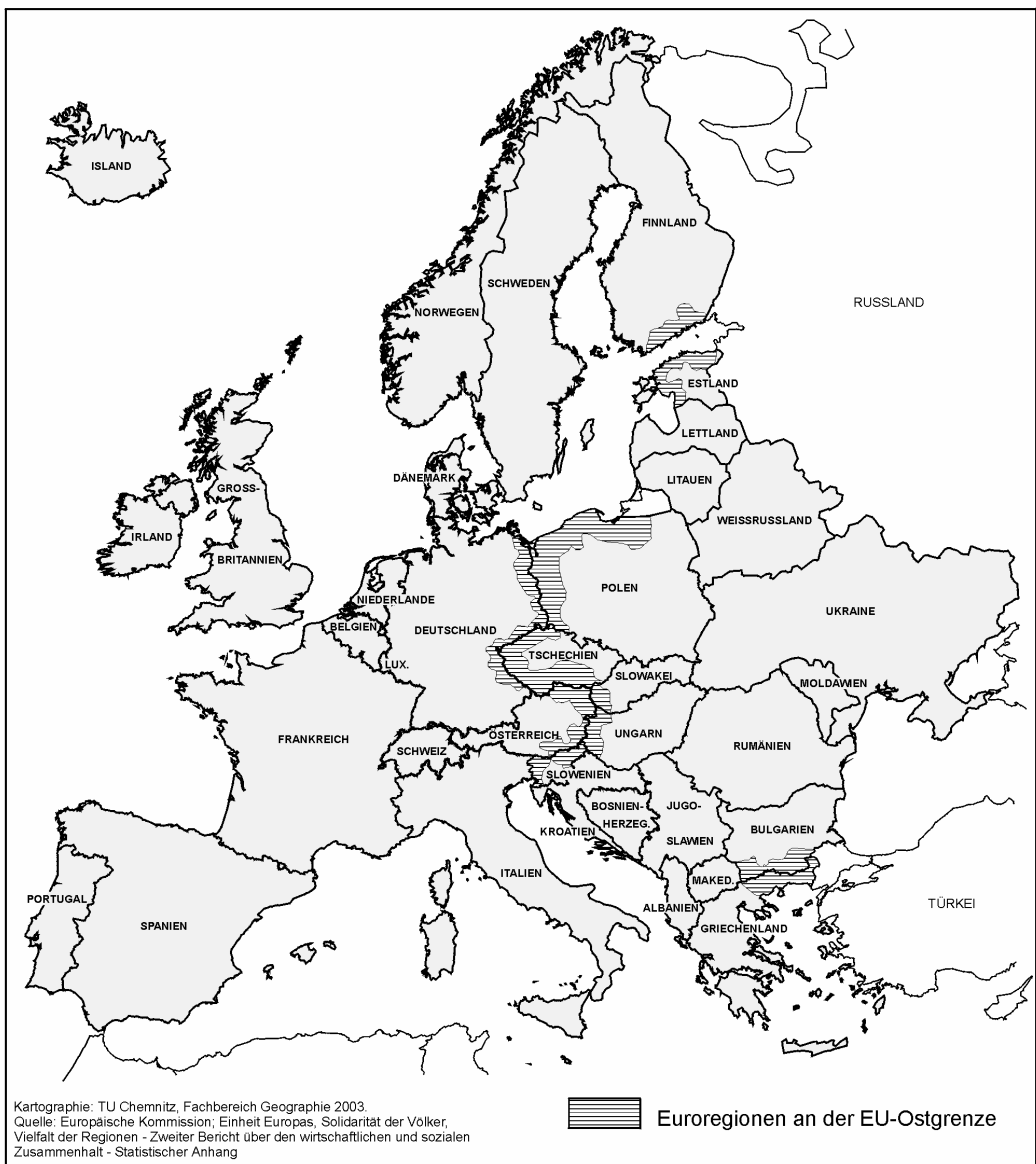 ISLAND
FINNLAND
SCHWEDEN
RUSSLAND
NORWEGEN
ESTLAND
LETTLAND
DÄNEMARK
LITAUEN
GROSS-
WEISSRUSSLAND
IRLAND
BRITANNIEN
POLEN
NIEDERLANDE
UKRAINE
BELGIEN
DEUTSCHLAND
TSCHECHIEN
LUX.
SLOWAKEI
MOLDAWIEN
FRANKREICH
ÖSTERREICH
UNGARN
SCHWEIZ
RUMÄNIEN
SLOWENIEN
BOSNIEN-
HERZEG.
JUGO-
SLAWIEN
KROATIEN
BULGARIEN
ITALIEN
MAKED.
PORTUGAL
ALBANIEN
TÜRKEI
SPANIEN
GRIECHENLAND
Kartographie: TU Chemnitz, Fachbereich Geographie 2003.
Quelle: Europäische Kommission; Einheit Europas, Solidarität der Völker,
Vielfalt der Regionen - Zweiter Bericht über den wirtschaftlichen und sozialen
Zusammenhalt - Statistischer Anhang
Euroregionen an der EU-Ostgrenze